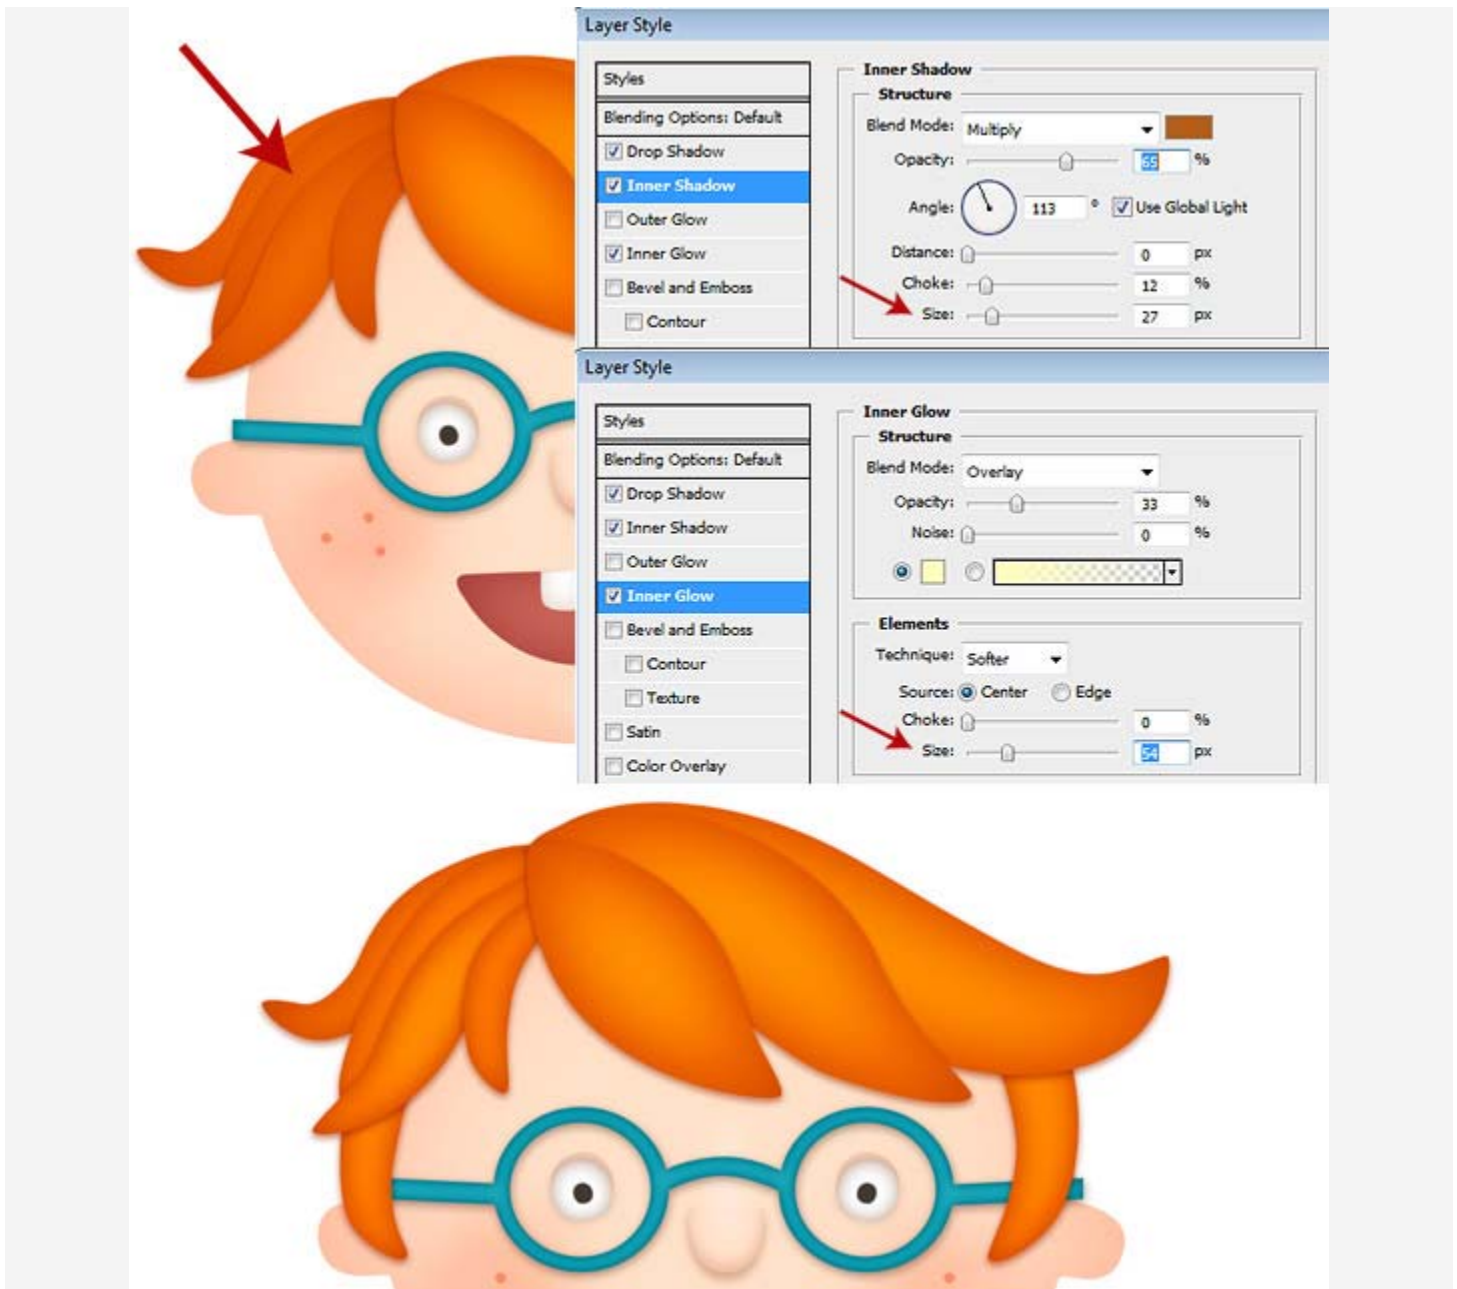 Layer Style
Styles
Blending Options: Default
Drop Shadow
Inner Shadow
Outer Glow
Inner Glow
Bevel and Emboss
Contour
Inner Shadow
Structure
Blend Mode: Multiply
Opacity: 65 %
Angle: 113 ° Use Global Light
Distance: 0 px
Choke: 12 %
Size: 27 px
Layer Style
Styles
Blending Options: Default
Drop Shadow
Inner Shadow
Outer Glow
Inner Glow
Bevel and Emboss
Contour
Texture
Satin
Color Overlay
Inner Glow
Structure
Blend Mode: Overlay
Opacity: 33 %
Noise: 0 %
Elements
Technique: Softer
Source: Center Edge
Choke: 0 %
Size: 54 px